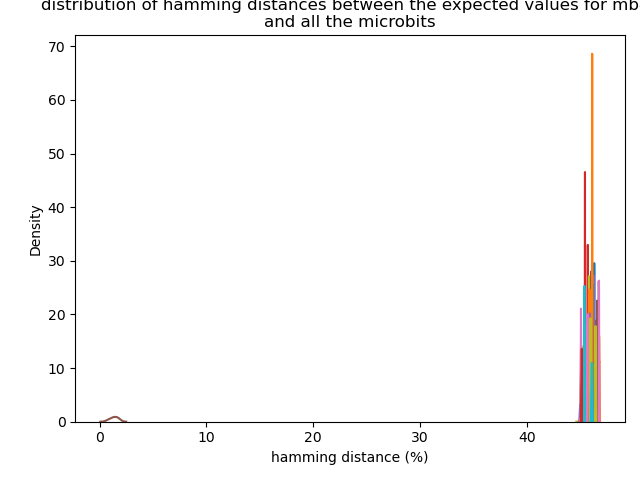 distribution of hamming distances between the expected values for mb
and all the microbits
70
60
50
40
30
20
10
0
Density
0 10 20 30 40
hamming distance (%)